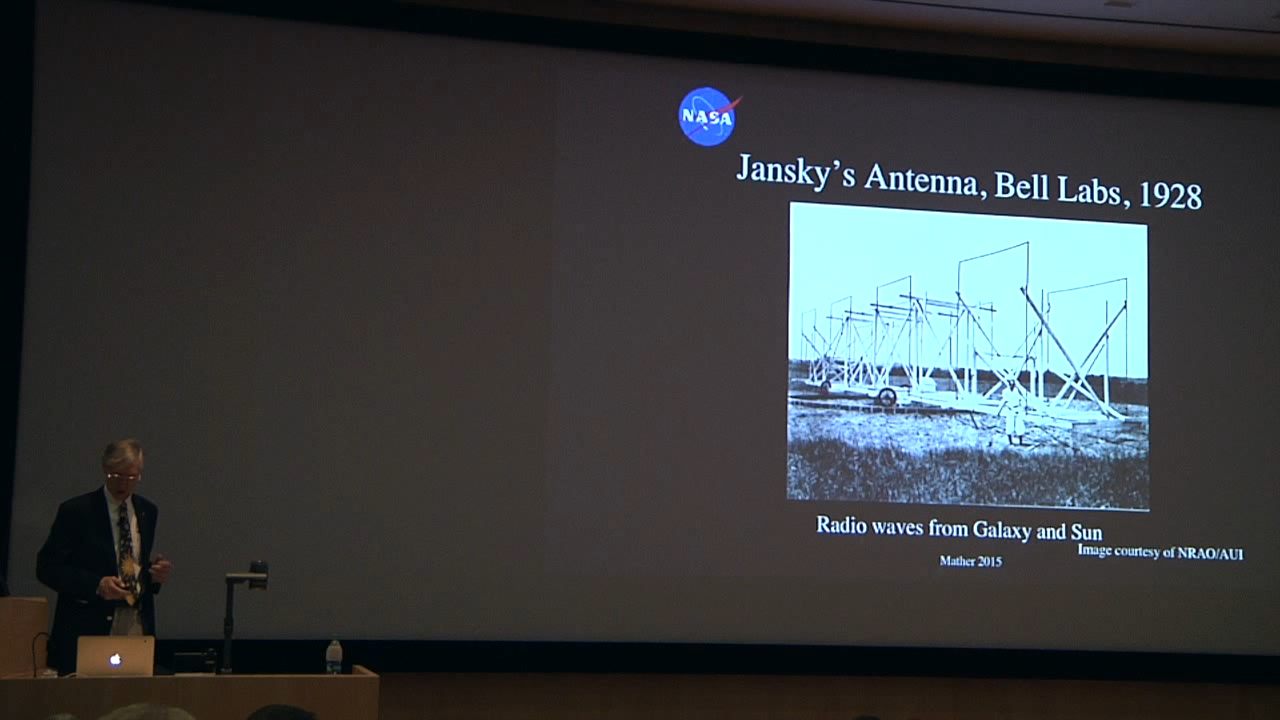 NASA
Jansky's Antenna, Bell Labs, 1928
Radio waves from Galaxy and Sun
Image courtesy of NRAO/AUI
Mather 2015